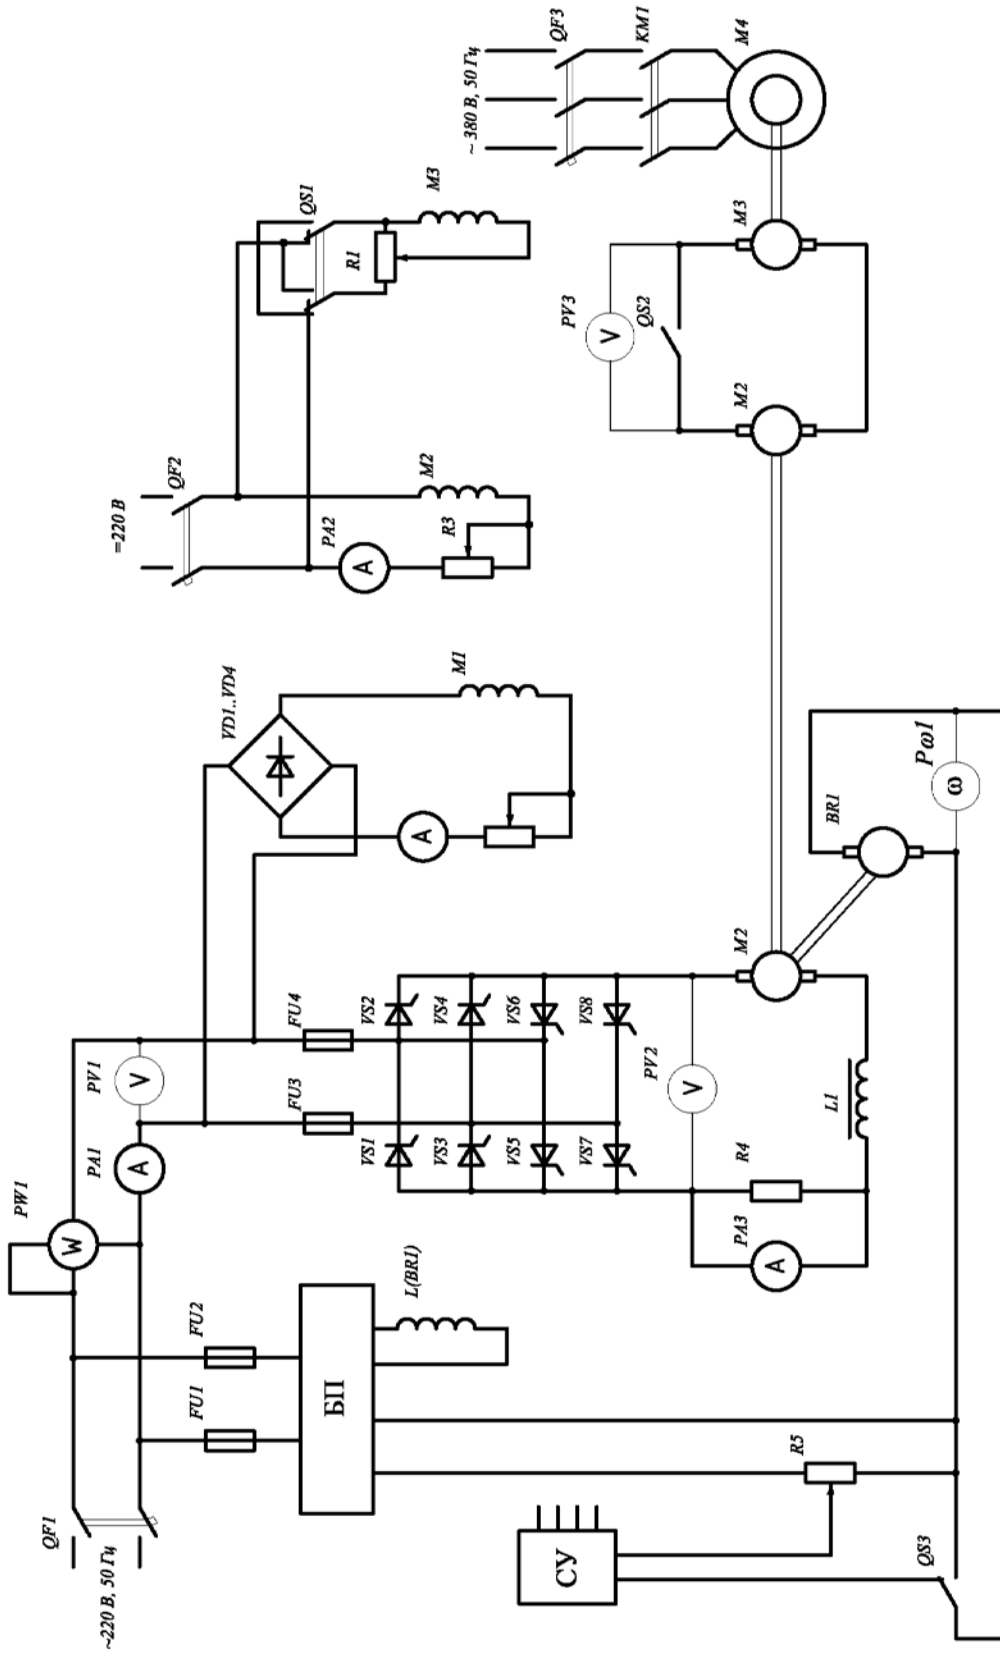 ~220 В, 50 Гц
QF1
PW1
PA1
PV1
W
A
V
FU1
FU2
FU3
FU4
БП
L(BR1)
VS1
VS2
VS3
VS4
VS5
VS6
VS7
VS8
VD1..VD4
A
M1
PV2
V
PA3
A
R4
L1
M2
BR1
Pω1
ω
СУ
R5
QS3
=220 В
QF2
PA2
A
R3
M2
QS1
R1
M3
PV3
V
QS2
M2
M3
~ 380 В, 50 Гц
QF3
KM1
M4